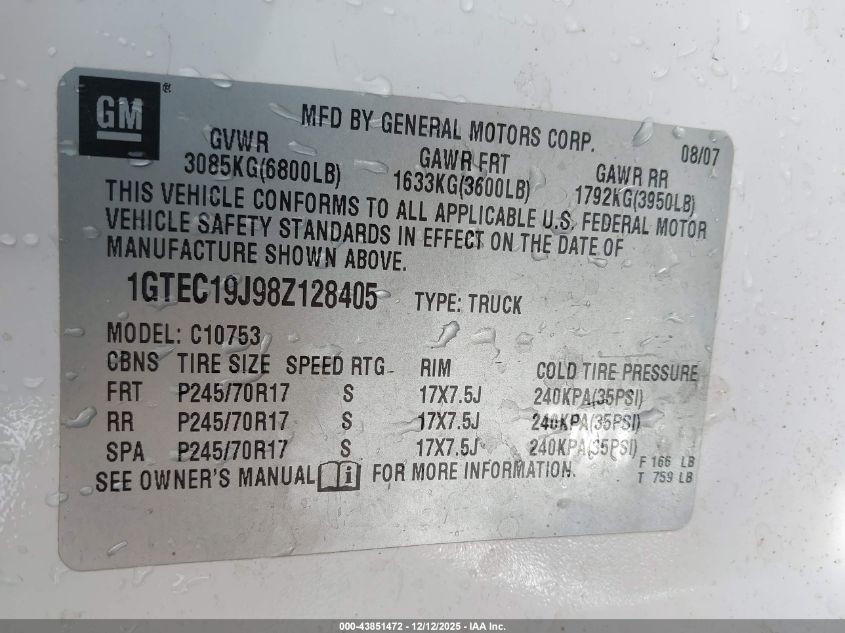 GM ®
MFD BY GENERAL MOTORS CORP. 08/07
GVWR GAWR FRT GAWR RR
3085KG(6800LB) 1633KG(3600LB) 1792KG(3950LB)
THIS VEHICLE CONFORMS TO ALL APPLICABLE U.S. FEDERAL MOTOR
VEHICLE SAFETY STANDARDS IN EFFECT ON THE DATE OF
MANUFACTURE SHOWN ABOVE.
1GTEC19J98Z128405 TYPE: TRUCK
MODEL: C10753
CBNS TIRE SIZE SPEED RTG RIM COLD TIRE PRESSURE
FRT P245/70R17 S 17X7.5J 240KPA(35PSI)
RR P245/70R17 S 17X7.5J 240KPA(35PSI)
SPA P245/70R17 S 17X7.5J 240KPA(35PSI)
SEE OWNER'S MANUAL i FOR MORE INFORMATION.
F 166 LB
T 759 LB
000-43851472 - 12/12/2025 - IAA Inc.